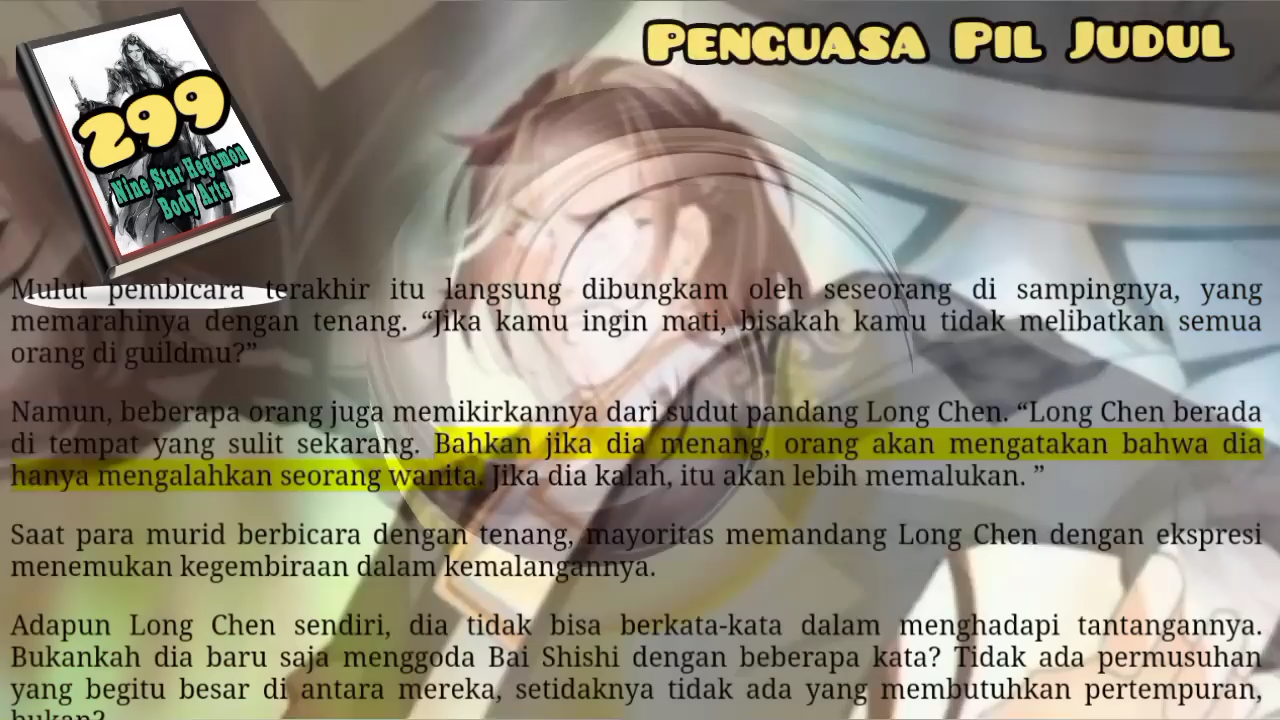 Penguasa Pil Judul
299
Nine Star Hegemon
Body Arts
Mulut pembicara terakhir itu langsung dibungkam oleh seseorang di sampingnya, yang
memarahinya dengan tenang. “Jika kamu ingin mati, bisakah kamu tidak melibatkan semua
orang di guildmu?”
Namun, beberapa orang juga memikirkannya dari sudut pandang Long Chen. “Long Chen berada
di tempat yang sulit sekarang. Bahkan jika dia menang, orang akan mengatakan bahwa dia
hanya mengalahkan seorang wanita. Jika dia kalah, itu akan lebih memalukan. ”
Saat para murid berbicara dengan tenang, mayoritas memandang Long Chen dengan ekspresi
menemukan kegembiraan dalam kemalangannya.
Adapun Long Chen sendiri, dia tidak bisa berkata-kata dalam menghadapi tantangannya.
Bukankah dia baru saja menggoda Bai Shishi dengan beberapa kata? Tidak ada permusuhan
yang begitu besar di antara mereka, setidaknya tidak ada yang membutuhkan pertempuran,
bukan?